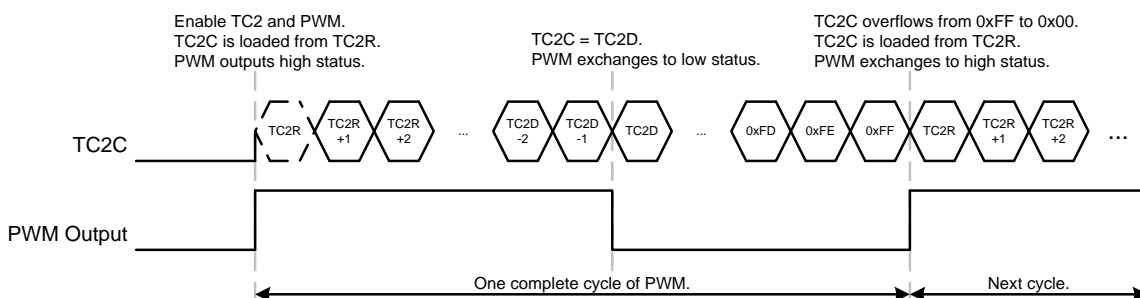 Enable TC2 and PWM.
TC2C is loaded from TC2R.
PWM outputs high status.
TC2C = TC2D.
PWM exchanges to low status.
TC2C overflows from 0xFF to 0x00.
TC2C is loaded from TC2R.
PWM exchanges to high status.
TC2C
TC2R
TC2R
+1
TC2R
+2
...
TC2D
-2
TC2D
-1
TC2D
...
0xFD
0xFE
0xFF
TC2R
TC2R
+1
TC2R
+2
...
PWM Output
One complete cycle of PWM.
Next cycle.